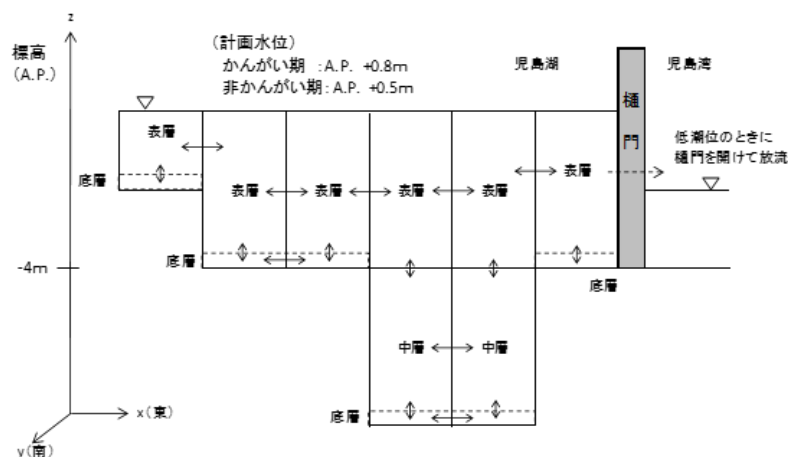 z
標高
(A.P.)
(計画水位)
かんがい期 :A.P. +0.8m
非かんがい期:A.P. +0.5m
児島湖
児島湾
樋門
低潮位のときに
樋門を開けて放流
表層
底層
表層
表層
表層
表層
表層
底層
-4m
底層
中層
中層
底層
x(東)
y(南)